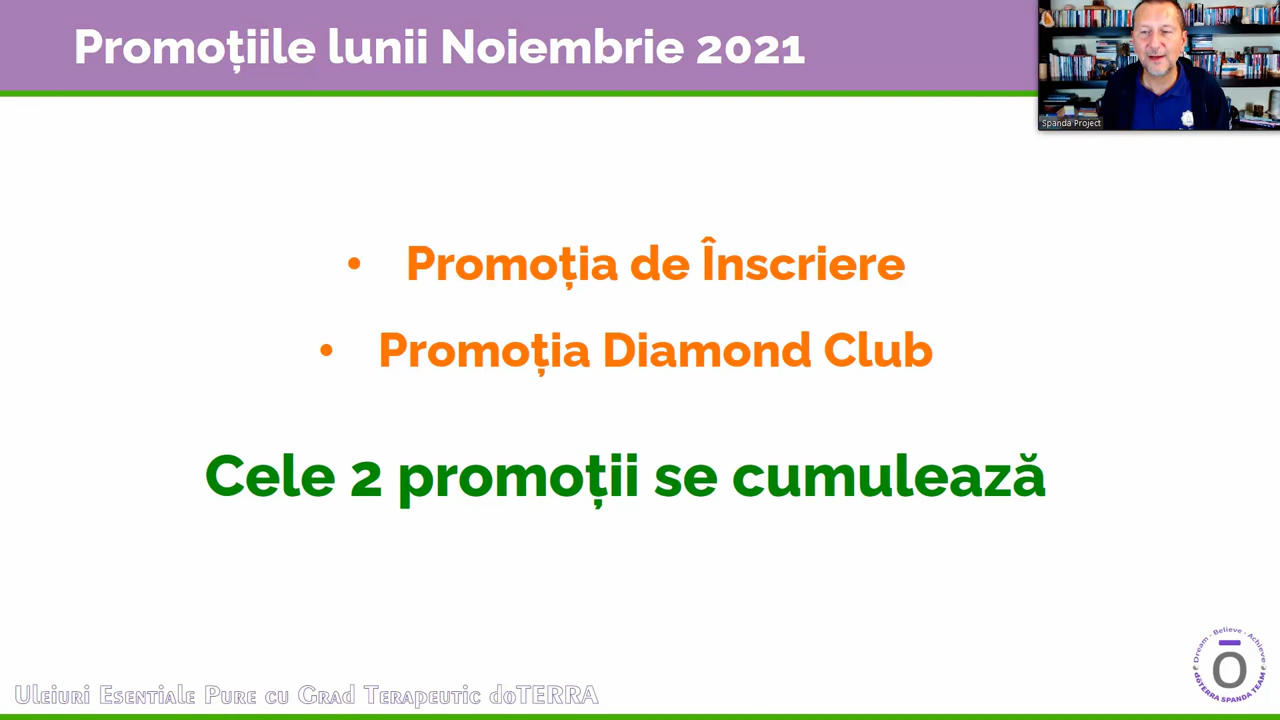 Promoțiile lunii Noiembrie 2021
Spanda Project
• Promoția de Înscriere
• Promoția Diamond Club
Cele 2 promoții se cumulează
Dream - Believe - Achieve
dōTERRA SPANDA TEAM
Uleiuri Esentiale Pure cu Grad Terapeutic doTERRA